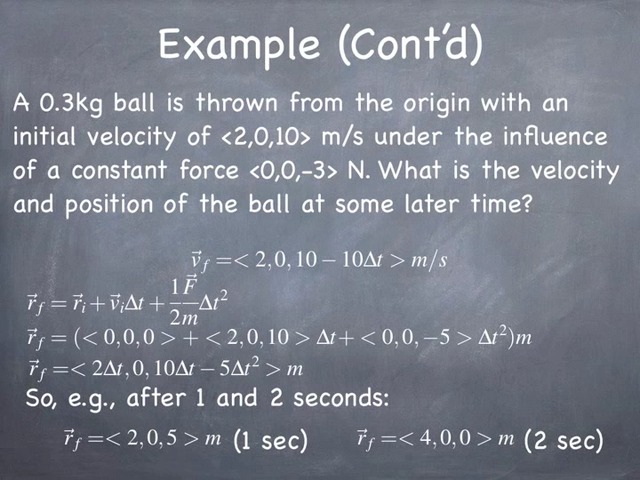 Example (Cont'd)
A 0.3kg ball is thrown from the origin with an
initial velocity of <2,0,10> m/s under the influence
of a constant force <0,0,-3> N. What is the velocity
and position of the ball at some later time?
v⃗_f =< 2,0,10 − 10Δt > m/s
r⃗_f = r⃗_i + v⃗_iΔt + 1/2 F⃗/m Δt²
r⃗_f = (< 0,0,0 > + < 2,0,10 > Δt+ < 0,0,−5 > Δt²)m
r⃗_f =< 2Δt,0,10Δt − 5Δt² > m
So, e.g., after 1 and 2 seconds:
r⃗_f =< 2,0,5 > m (1 sec) r⃗_f =< 4,0,0 > m (2 sec)